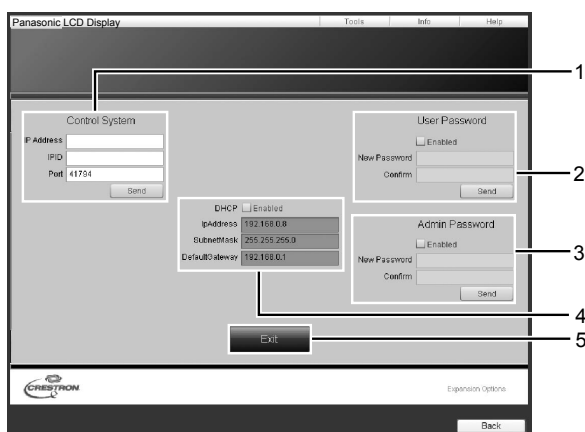 Panasonic LCD Display
Tools Info Help
1
Control System
IP Address
IPID
Port 41794
Send
User Password
Enabled
New Password
Confirm
Send
2
DHCP Enabled
IpAddress 192.168.0.8
SubnetMask 255.255.255.0
DefaultGateway 192.168.0.1
Admin Password
Enabled
New Password
Confirm
Send
3
4
Exit
5
CRESTRON
Expansion Options
Back